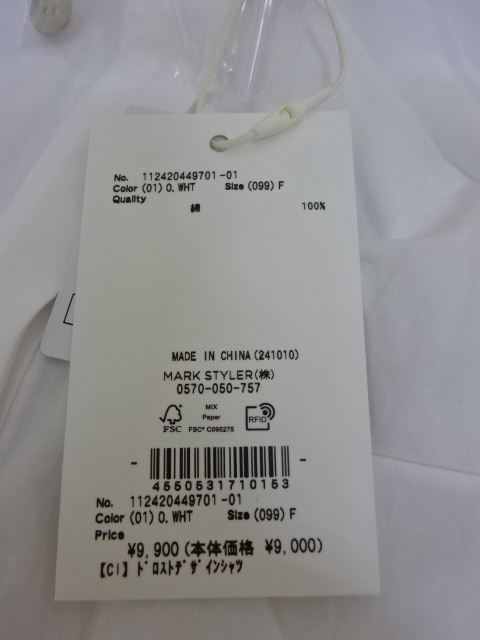 No. 112420449701-01
Color (01) O.WHT Size (099) F
Quality
綿 100%
MADE IN CHINA (241010)
MARK STYLER(株)
0570-050-757
FSC
MIX
Paper
FSC® C095275
RFID
4550531710153
No. 112420449701-01
Color (01) O.WHT Size (099) F
Price
¥9,900(本体価格 ¥9,000)
【CI】ﾄﾞﾛｽﾄﾃﾞｻﾞｲﾝｼｬﾂ